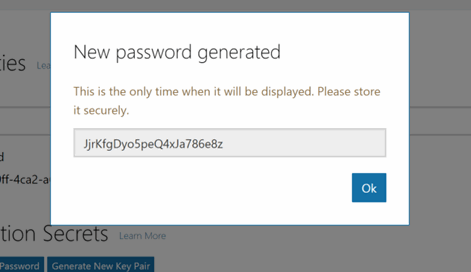 New password generated
ties Lea
This is the only time when it will be displayed. Please store
it securely.
JjrKfgDyo5peQ4xJa786e8z
d
9ff-4ca2-a
Ok
tion Secrets Learn More
Password Generate New Key Pair